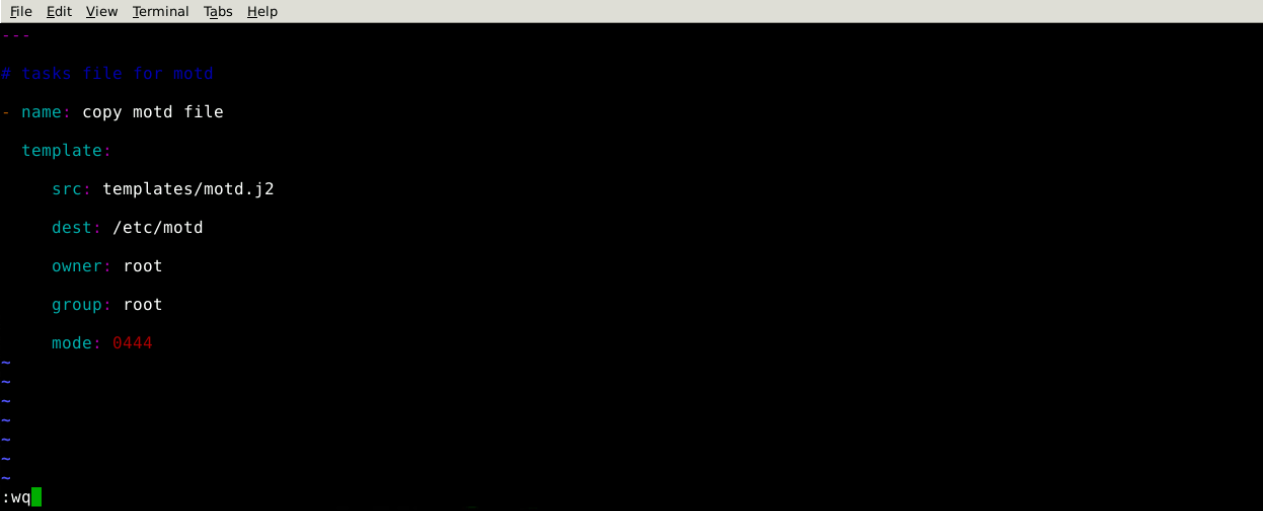 File Edit View Terminal Tabs Help
---
# tasks file for motd
- name: copy motd file
  template:
     src: templates/motd.j2
     dest: /etc/motd
     owner: root
     group: root
     mode: 0444
~
~
~
~
~
~
~
:wq